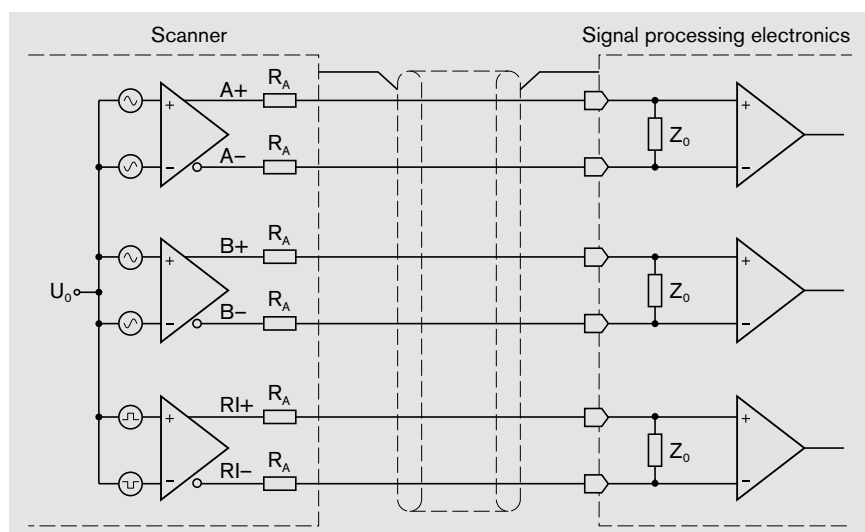 Scanner
Signal processing electronics
A+ R_A
+ +
Z₀
A− R_A
− −
B+ R_A
+ +
U₀ Z₀
B− R_A
− −
RI+ R_A
+ +
Z₀
RI− R_A
− −